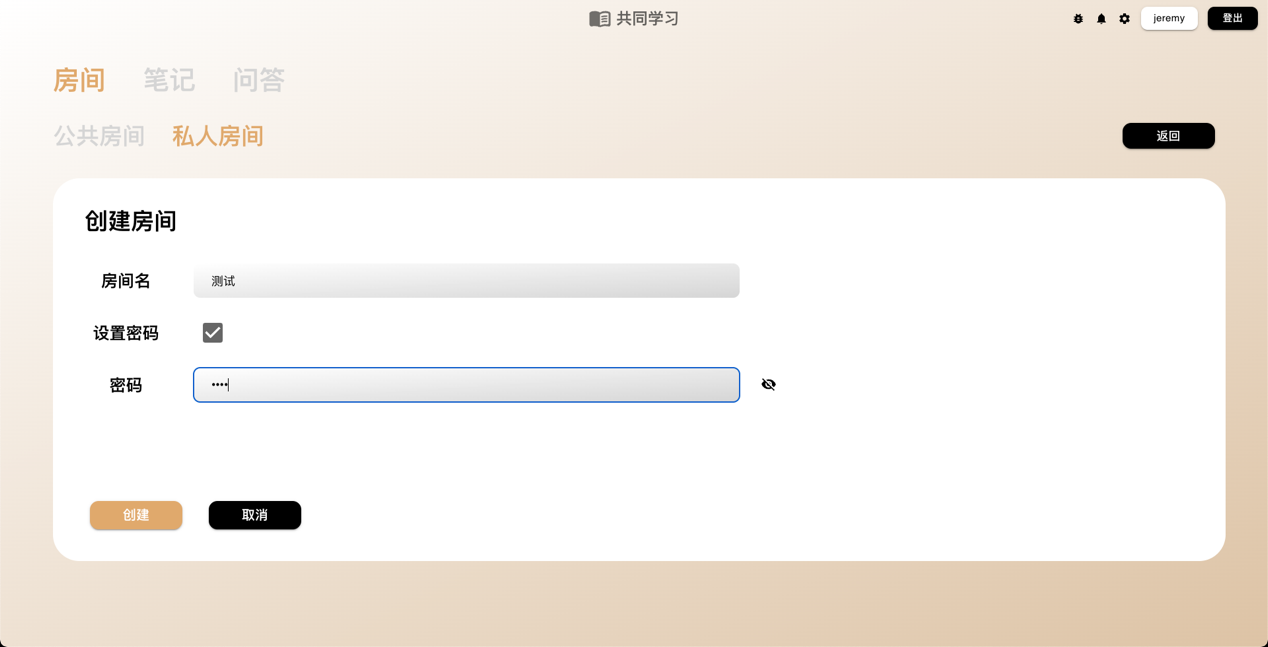 共同学习
jeremy
登出
房间 笔记 问答
公共房间 私人房间
返回
创建房间
房间名 测试
设置密码
密码 ••••
创建 取消